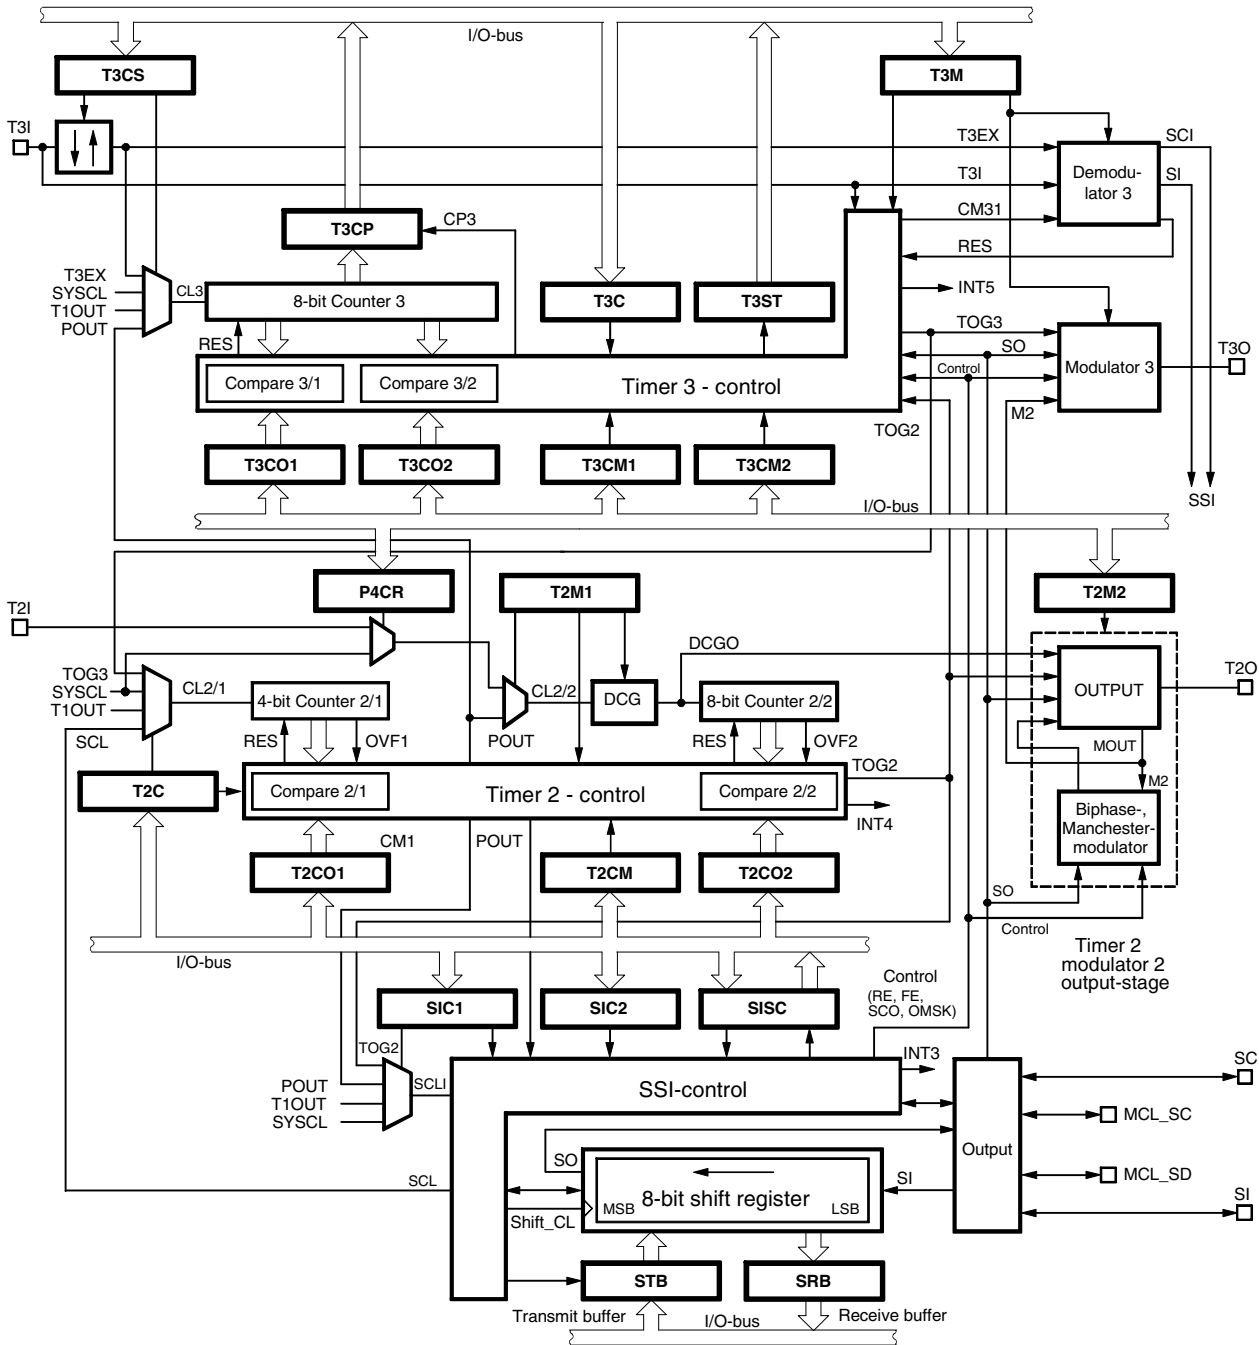 I/O-bus
T3CS
T3M
T3I
T3EX
SCI
T3I
SI
Demodu-
lator 3
CM31
T3CP
CP3
RES
T3EX
SYSCL
T1OUT
POUT
CL3
8-bit Counter 3
T3C
T3ST
INT5
TOG3
RES
SO
Compare 3/1
Compare 3/2
Timer 3 - control
Control
Modulator 3
T3O
M2
TOG2
T3CO1
T3CO2
T3CM1
T3CM2
SSI
I/O-bus
P4CR
T2M1
T2M2
T2I
DCGO
TOG3
SYSCL
T1OUT
SCL
CL2/1
4-bit Counter 2/1
CL2/2
DCG
8-bit Counter 2/2
OUTPUT
T2O
RES
OVF1
POUT
RES
OVF2
MOUT
TOG2
M2
T2C
Compare 2/1
Timer 2 - control
Compare 2/2
INT4
Biphase-,
Manchester-
modulator
CM1
POUT
T2CO1
T2CM
T2CO2
SO
Control
I/O-bus
Timer 2
modulator 2
output-stage
Control
(RE, FE,
SCO, OMSK)
SIC1
SIC2
SISC
TOG2
INT3
SC
POUT
T1OUT
SYSCL
SCLI
SSI-control
MCL_SC
Output
SO
SI
MCL_SD
SCL
8-bit shift register
MSB
LSB
Shift_CL
SI
STB
SRB
Transmit buffer
I/O-bus
Receive buffer